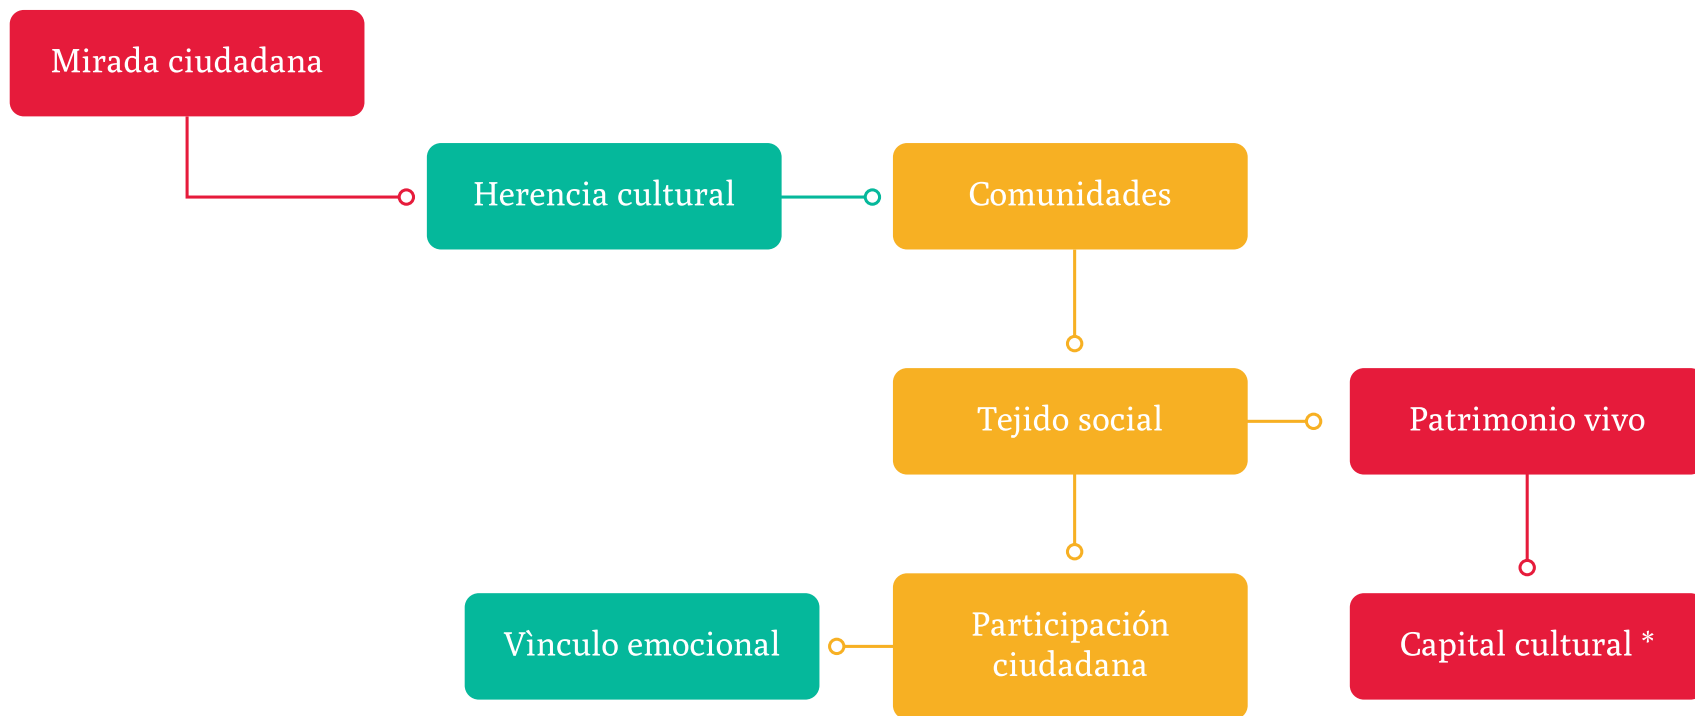 Mirada ciudadana
Herencia cultural
Comunidades
Tejido social
Patrimonio vivo
Vìnculo emocional
Participación
ciudadana
Capital cultural *